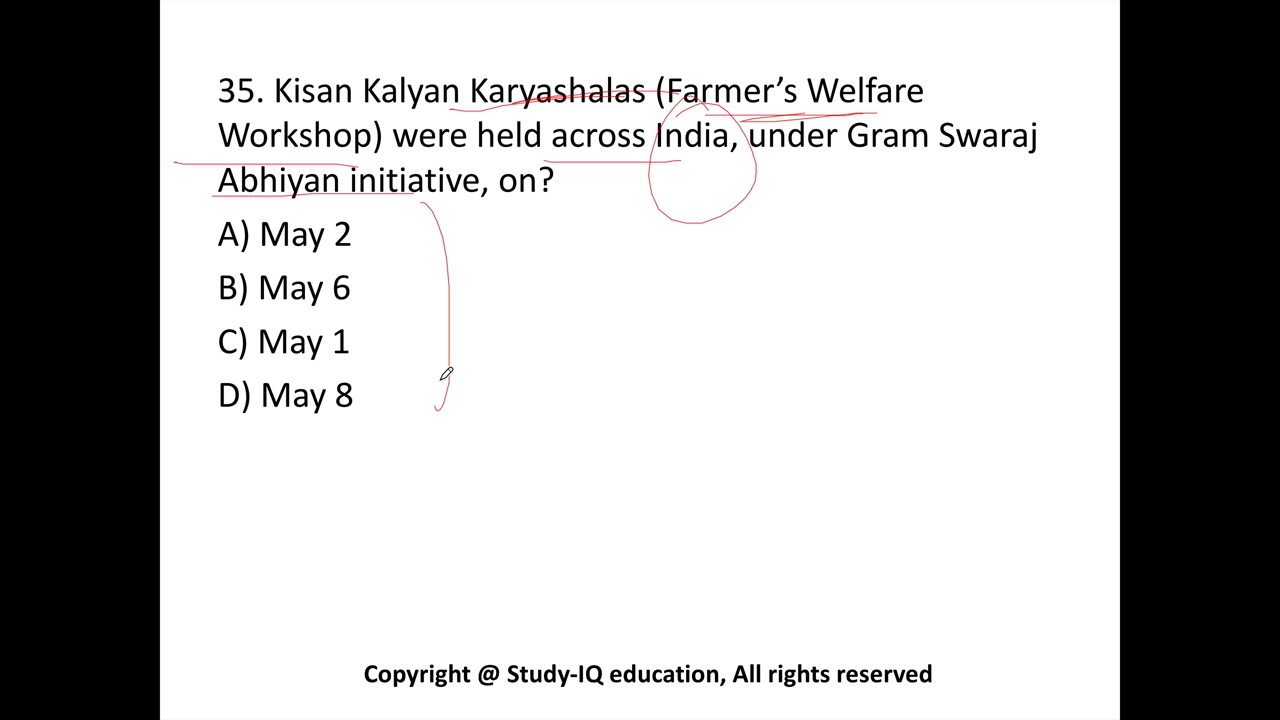 35. Kisan Kalyan Karyashalas (Farmer’s Welfare
Workshop) were held across India, under Gram Swaraj
Abhiyan initiative, on?
A) May 2
B) May 6
C) May 1
D) May 8
Copyright @ Study-IQ education, All rights reserved